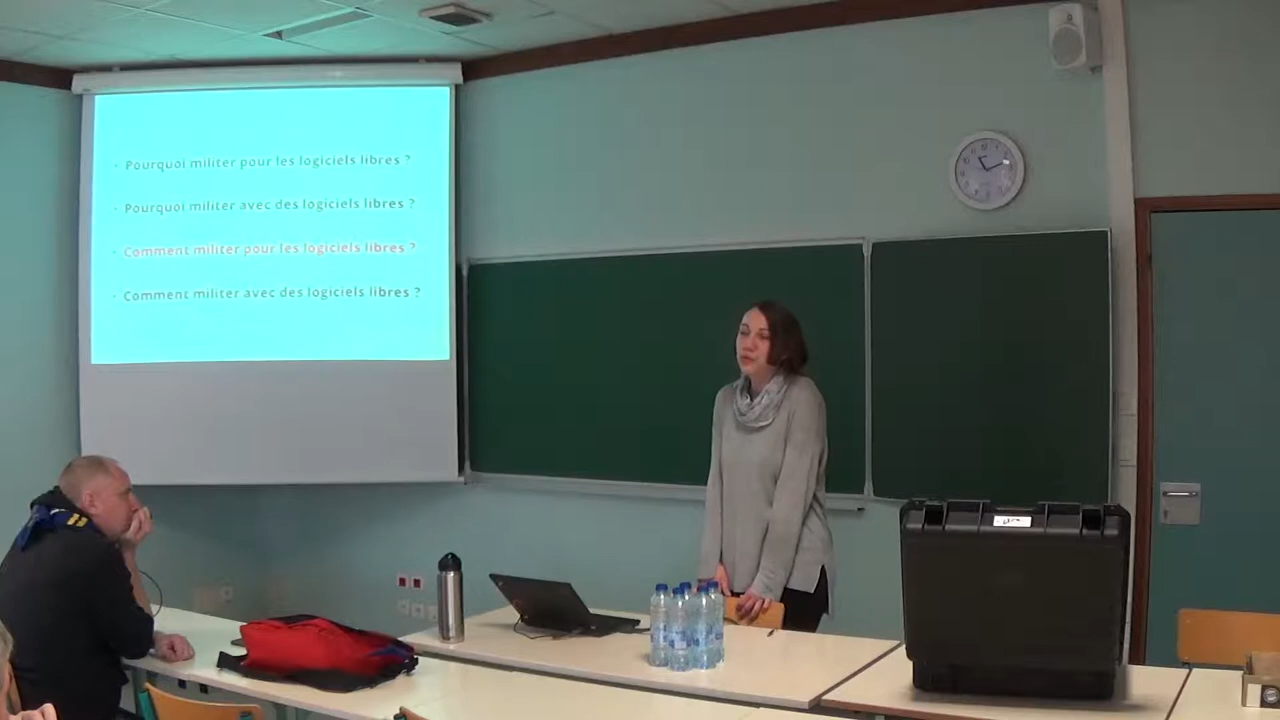 - Pourquoi militer pour les logiciels libres ?
- Pourquoi militer avec des logiciels libres ?
- Comment militer pour les logiciels libres ?
- Comment militer avec des logiciels libres ?